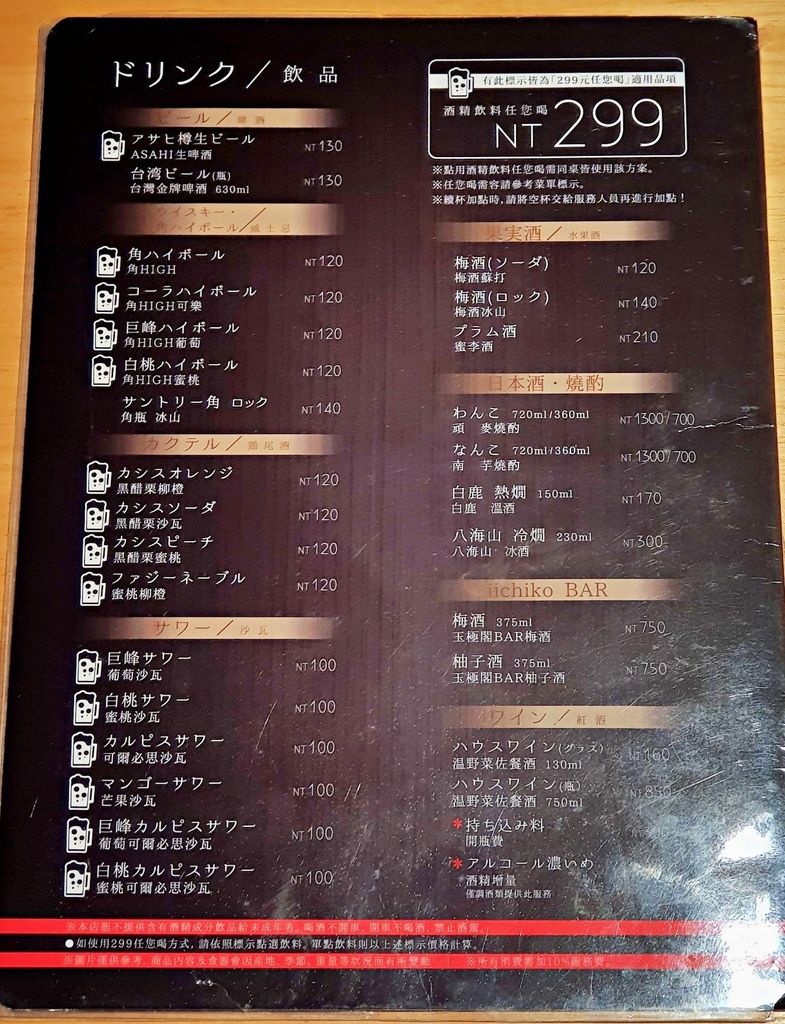 ドリンク／飲品
ビール／啤酒
アサヒ樽生ビール
ASAHI生啤酒
NT130
台湾ビール(瓶)
台灣金牌啤酒 630ml
NT130
ウイスキー・
角ハイボール／威士忌
角ハイボール
角HIGH
NT120
コーラハイボール
角HIGH可樂
NT120
巨峰ハイボール
角HIGH葡萄
NT120
白桃ハイボール
角HIGH蜜桃
NT120
サントリー角 ロック
角瓶 冰山
NT140
カクテル／鶏尾酒
カシスオレンジ
黑醋栗柳橙
NT120
カシスソーダ
黑醋栗沙瓦
NT120
カシスピーチ
黑醋栗蜜桃
NT120
ファジーネーブル
蜜桃柳橙
NT120
サワー／沙瓦
巨峰サワー
葡萄沙瓦
NT100
白桃サワー
蜜桃沙瓦
NT100
カルピスサワー
可爾必思沙瓦
NT100
マンゴーサワー
芒果沙瓦
NT100
巨峰カルピスサワー
葡萄可爾必思沙瓦
NT100
白桃カルピスサワー
蜜桃可爾必思沙瓦
NT100
有此標示皆為「299元任您喝」適用品項
酒精飲料任您喝
NT299
※點用酒精飲料任您喝需同桌皆使用該方案。
※任您喝需容請參考菜單標示。
※續杯加點時,請將空杯交給服務人員再進行加點！
果実酒／水果酒
梅酒(ソーダ)
梅酒蘇打
NT120
梅酒(ロック)
梅酒冰山
NT140
プラム酒
蜜李酒
NT210
日本酒・燒酌
わんこ 720ml/360ml
頑 麥燒酌
NT1300/700
なんこ 720ml/360ml
南 芋燒酌
NT1300/700
白鹿 熱燗 150ml
白鹿 溫酒
NT170
八海山 冷燗 230ml
八海山 冰酒
NT300
iichiko BAR
梅酒 375ml
玉極閣BAR梅酒
NT750
柚子酒 375ml
玉極閣BAR柚子酒
NT750
ワイン／紅酒
ハウスワイン(グラス)
温野菜佐餐酒 130ml
NT160
ハウスワイン(瓶)
温野菜佐餐酒 750ml
NT850
*持ち込み料
開瓶費
*アルコール濃いめ
酒精增量
僅調酒類提供此服務
※本店恕不提供含有酒精成分飲品給未成年者。喝酒不開車，開車不喝酒，禁止酒駕。
●如使用299任您喝方式，請依照標示點選飲料。單點飲料則以上述標示價格計算。
※圖片僅供參考，商品內容及食器會因産地、季節、重量等狀況而有所變動 ※所有消費需加10%服務費。